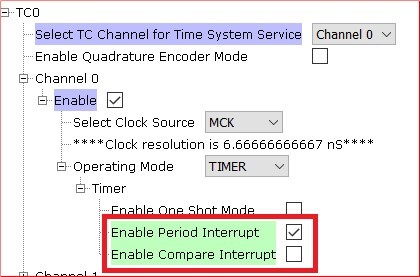 TC0
Select TC Channel for Time System Service Channel 0
Enable Quadrature Encoder Mode
Channel 0
Enable
Select Clock Source MCK
****Clock resolution is 6.66666666667 nS****
Operating Mode TIMER
Timer
Enable One Shot Mode
Enable Period Interrupt
Enable Compare Interrupt
Channel 1